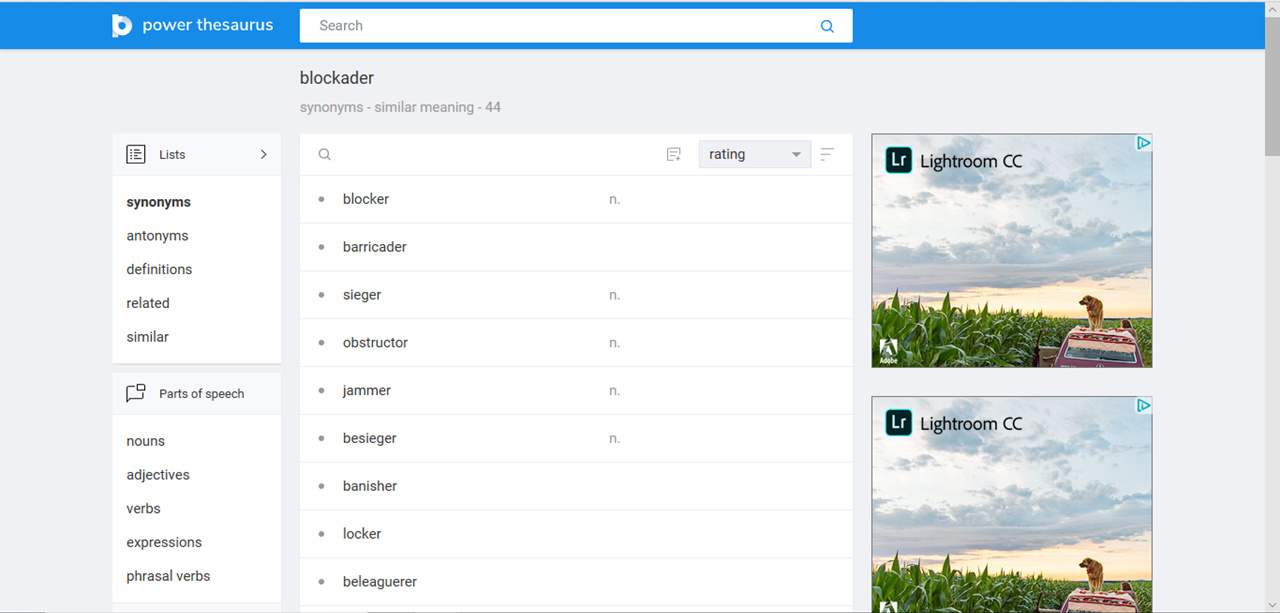 power thesaurus
Search
blockader
synonyms - similar meaning - 44
Lists
synonyms
antonyms
definitions
related
similar
Parts of speech
nouns
adjectives
verbs
expressions
phrasal verbs
rating
blocker n.
barricader
sieger n.
obstructor n.
jammer n.
besieger n.
banisher
locker
beleaguerer
Lr Lightroom CC
Adobe
Lr Lightroom CC